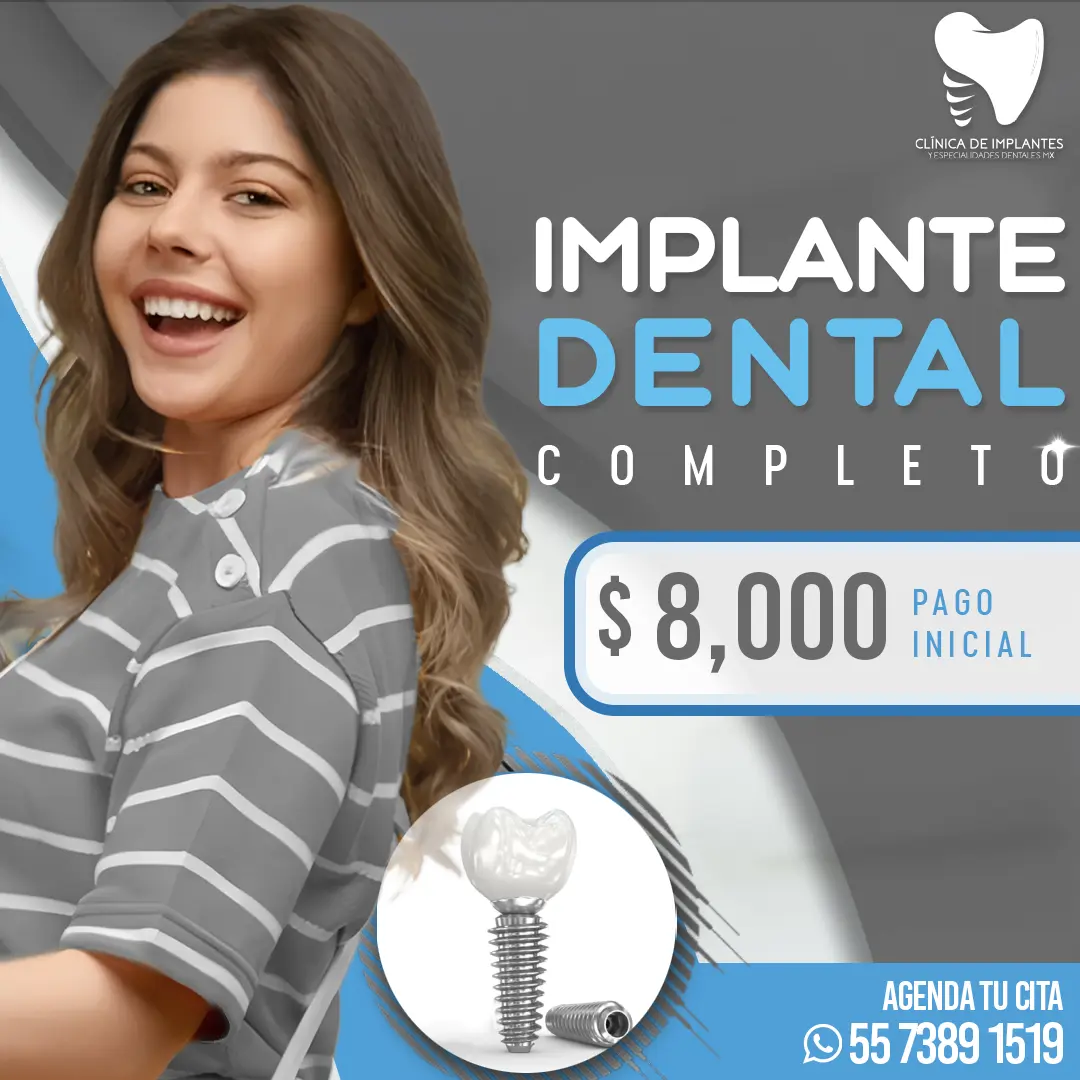 CLÍNICA DE IMPLANTES
Y ESPECIALIDADES DENTALES MX
IMPLANTE
DENTAL
COMPLETO
$ 8,000 PAGO
INICIAL
AGENDA TU CITA
55 7389 1519